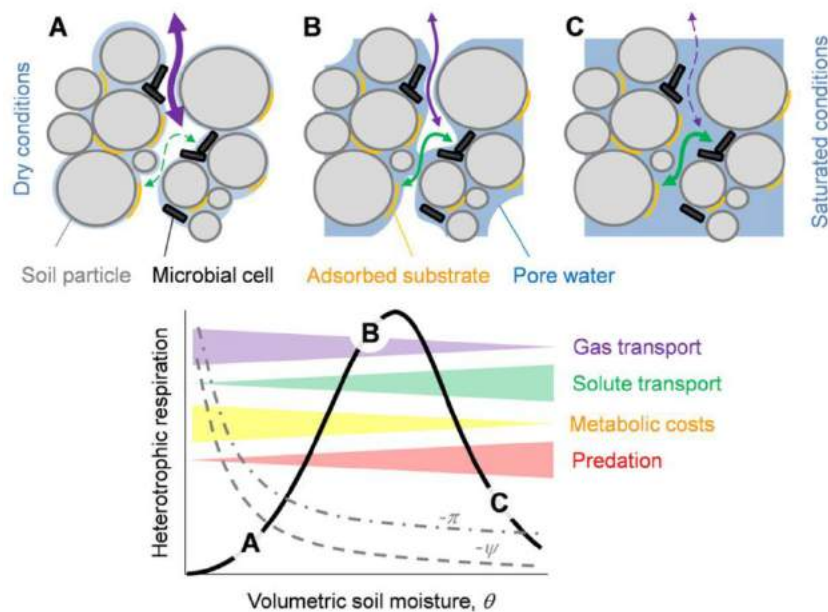 A
B
C
Dry conditions
Saturated conditions
Soil particle
Microbial cell
Adsorbed substrate
Pore water
Heterotrophic respiration
B
A
C
-π
-ψ
Gas transport
Solute transport
Metabolic costs
Predation
Volumetric soil moisture, θ